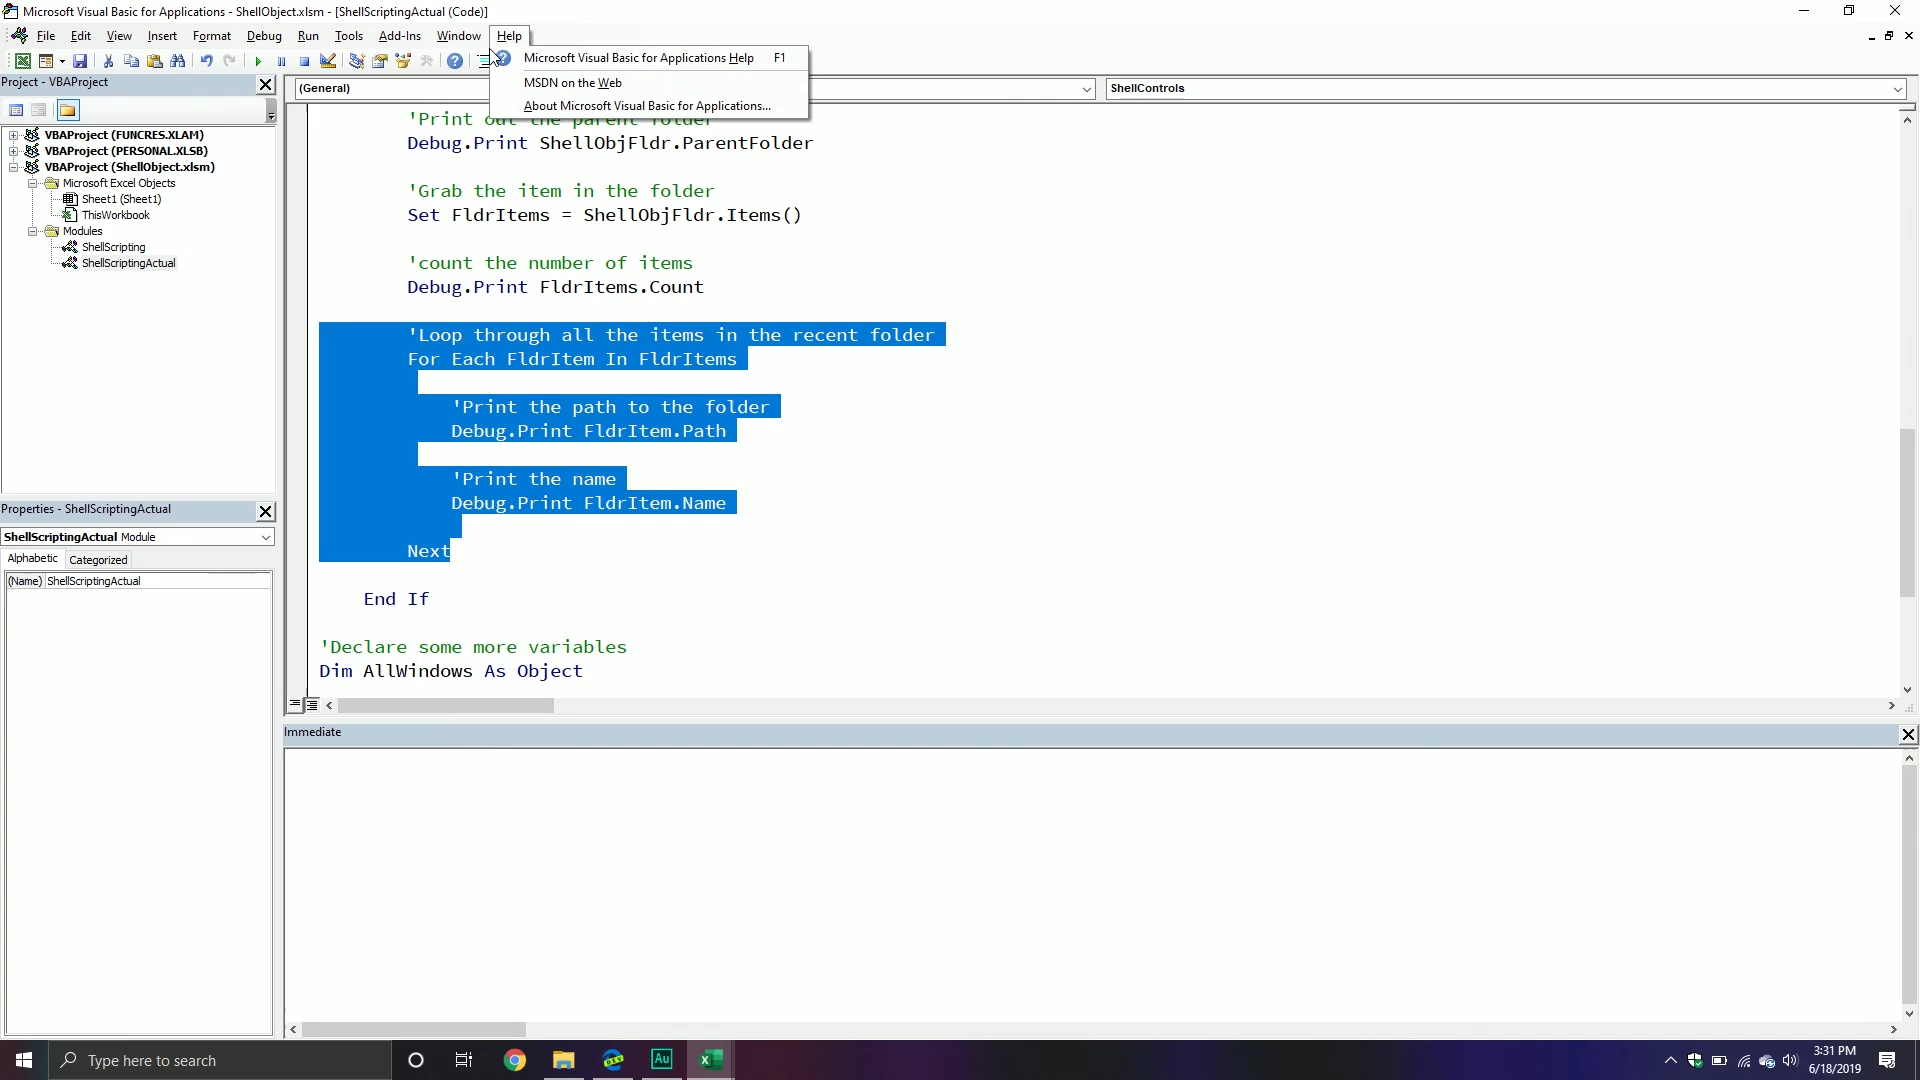 Microsoft Visual Basic for Applications - ShellObject.xlsm - [ShellScriptingActual (Code)]
File Edit View Insert Format Debug Run Tools Add-Ins Window Help
Microsoft Visual Basic for Applications Help F1
MSDN on the Web
About Microsoft Visual Basic for Applications...
Project - VBAProject
VBAProject (FUNCRES.XLAM)
VBAProject (PERSONAL.XLSB)
VBAProject (ShellObject.xlsm)
Microsoft Excel Objects
Sheet1 (Sheet1)
ThisWorkbook
Modules
ShellScripting
ShellScriptingActual
Properties - ShellScriptingActual
ShellScriptingActual Module
Alphabetic Categorized
(Name) ShellScriptingActual
(General) ShellControls
'Print out the parent folder
Debug.Print ShellObjFldr.ParentFolder
'Grab the item in the folder
Set FldrItems = ShellObjFldr.Items()
'count the number of items
Debug.Print FldrItems.Count
'Loop through all the items in the recent folder
For Each FldrItem In FldrItems
'Print the path to the folder
Debug.Print FldrItem.Path
'Print the name
Debug.Print FldrItem.Name
Next
End If
'Declare some more variables
Dim AllWindows As Object
Immediate
Type here to search
DEV
Au
3:31 PM
6/18/2019